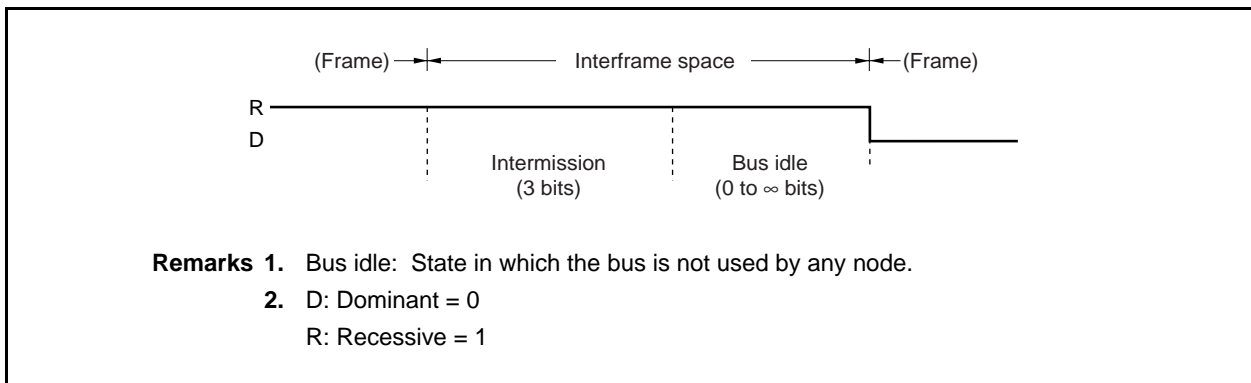 (Frame) Interframe space (Frame)
R
D
Intermission Bus idle
(3 bits) (0 to ∞ bits)
Remarks 1. Bus idle: State in which the bus is not used by any node.
2. D: Dominant = 0
R: Recessive = 1